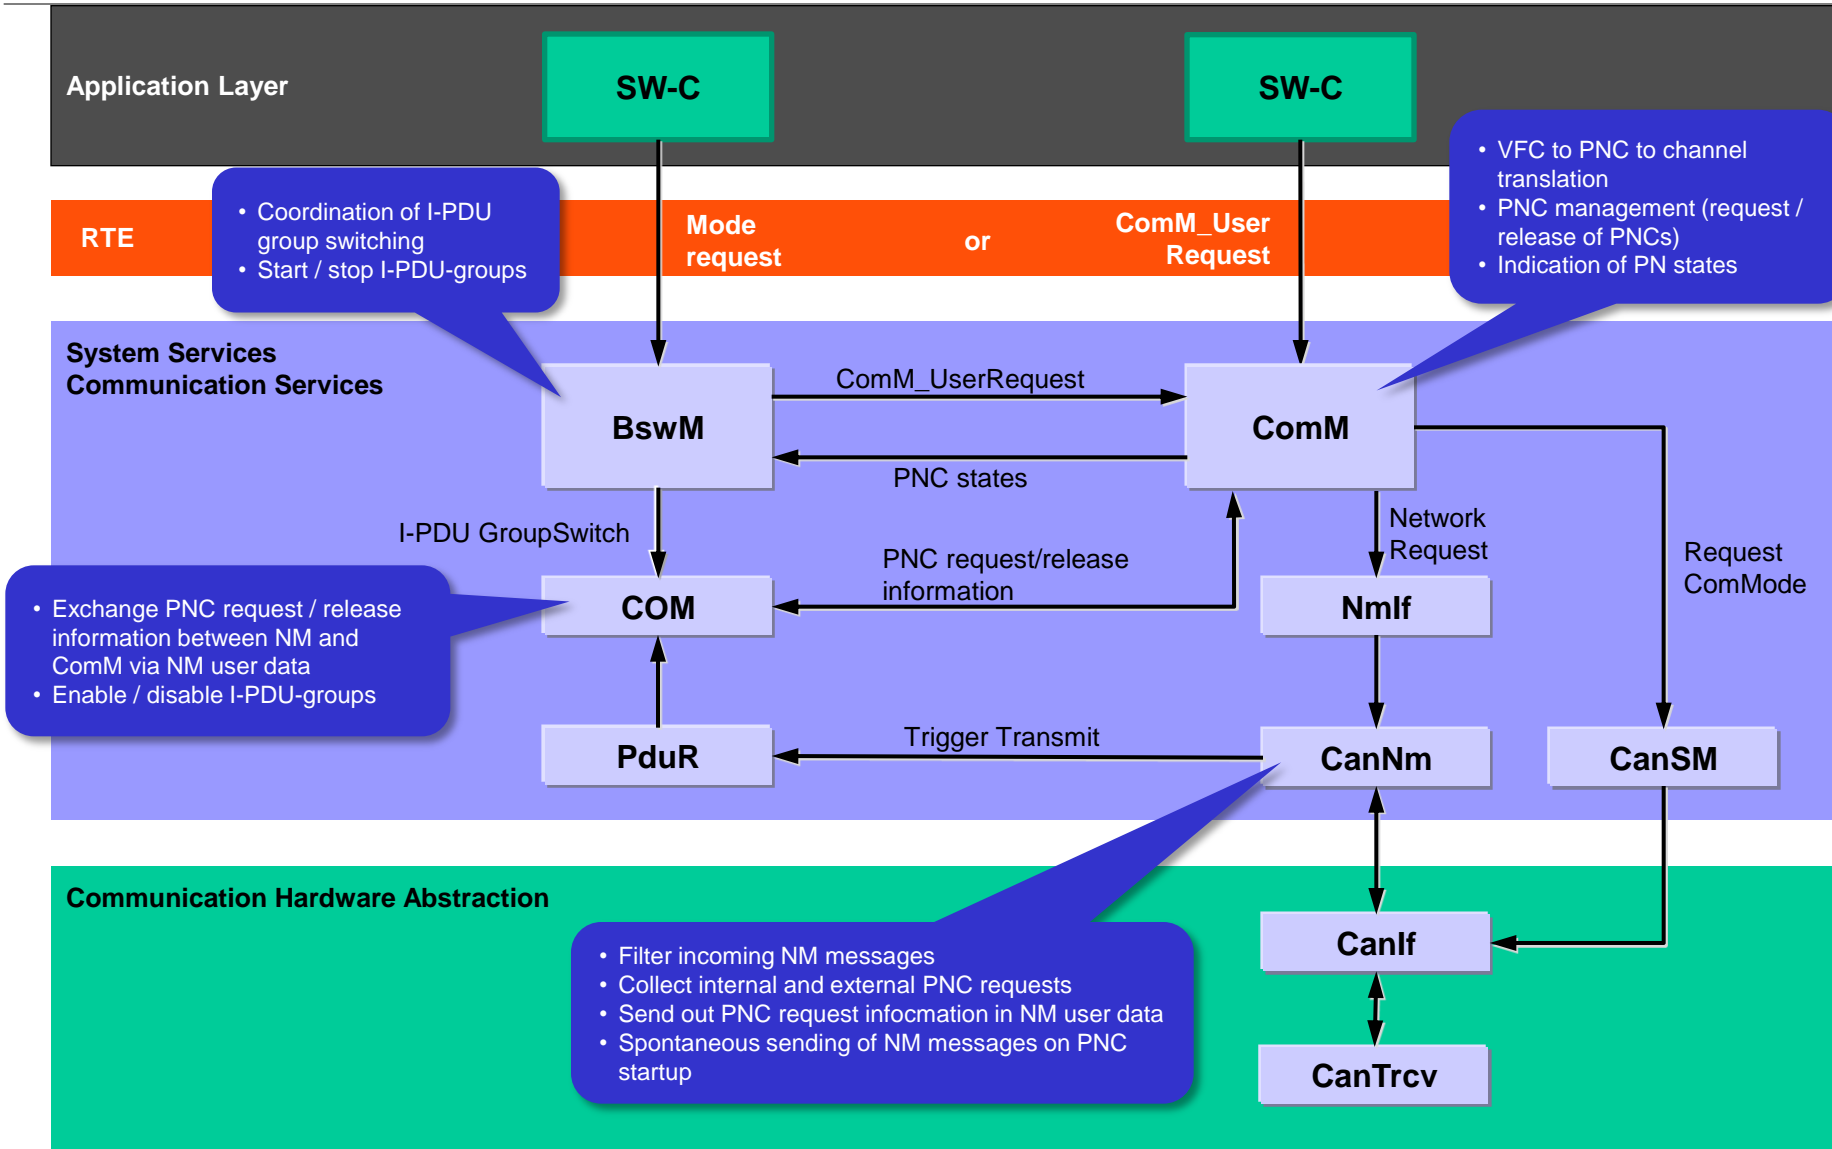 Application Layer
SW-C
SW-C
• VFC to PNC to channel
translation
• PNC management (request /
release of PNCs)
• Indication of PN states
RTE
• Coordination of I-PDU
group switching
• Start / stop I-PDU-groups
Mode
request
or
ComM_User
Request
System Services
Communication Services
BswM
ComM_UserRequest
ComM
PNC states
I-PDU GroupSwitch
PNC request/release
information
Network
Request
Request
ComMode
• Exchange PNC request / release
information between NM and
ComM via NM user data
• Enable / disable I-PDU-groups
COM
NmIf
PduR
Trigger Transmit
CanNm
CanSM
Communication Hardware Abstraction
• Filter incoming NM messages
• Collect internal and external PNC requests
• Send out PNC request infocmation in NM user data
• Spontaneous sending of NM messages on PNC
startup
CanIf
CanTrcv